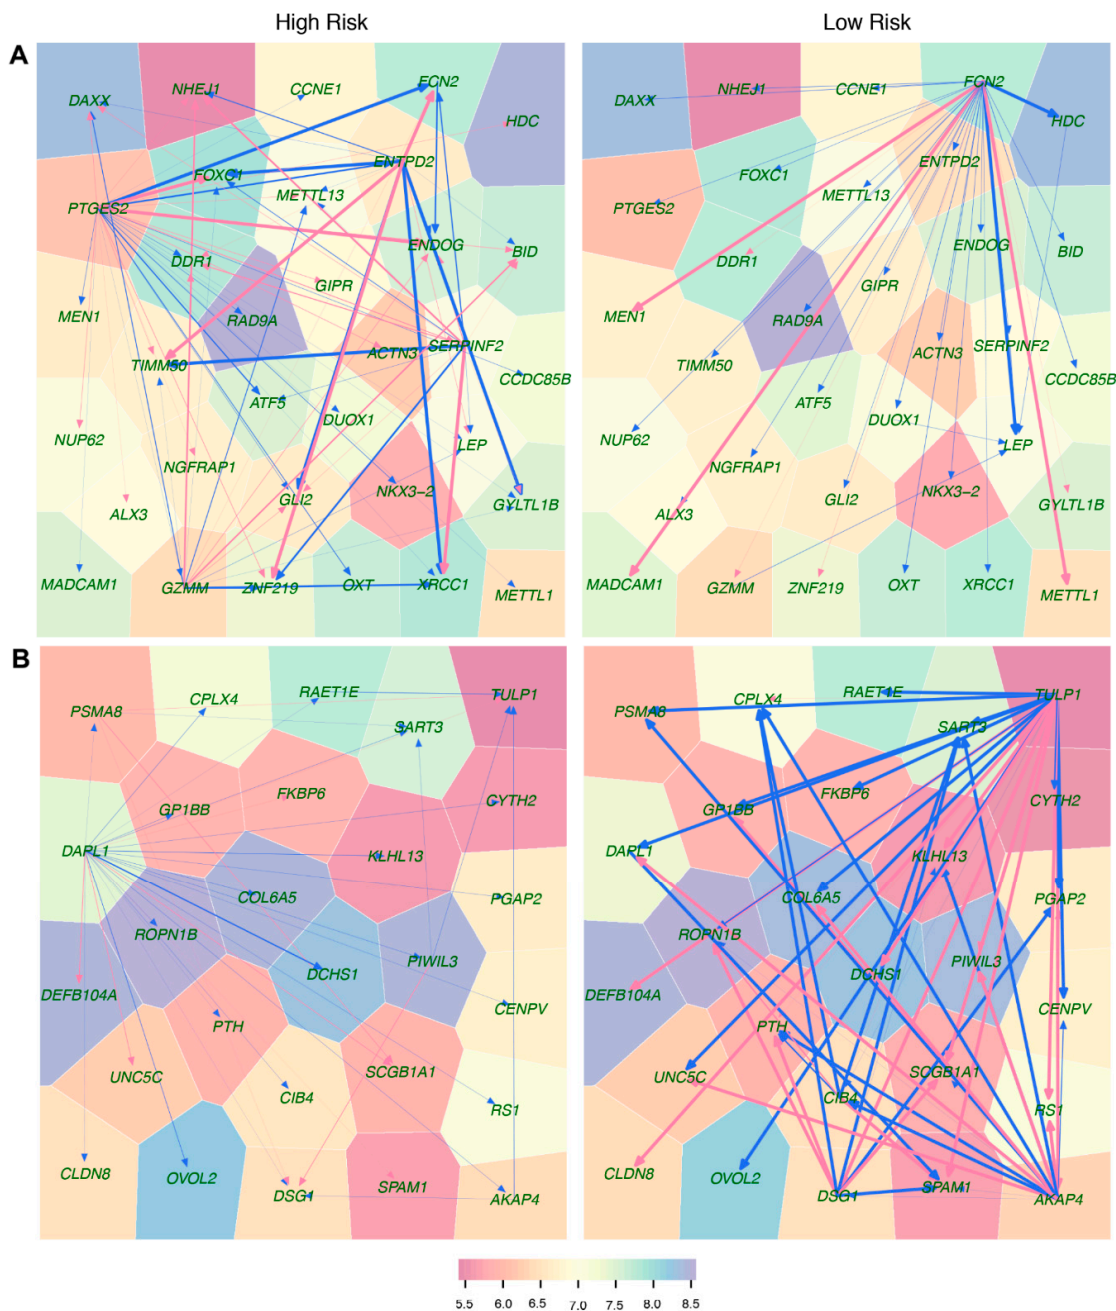 High Risk
Low Risk
A
DAXX
NHEJ1
CCNE1
FCN2
HDC
ENTPD2
FOXC1
METTL13
PTGES2
ENDOG
BID
DDR1
GIPR
MEN1
RAD9A
TIMM50
ACTN3
SERPINF2
CCDC85B
ATF5
DUOX1
NUP62
NGFRAP1
LEP
GLI2
NKX3-2
GYLTL1B
ALX3
MADCAM1
GZMM
ZNF219
OXT
XRCC1
METTL1
DAXX
NHEJ1
CCNE1
FCN2
HDC
ENTPD2
FOXC1
METTL13
PTGES2
ENDOG
BID
DDR1
GIPR
MEN1
RAD9A
TIMM50
ACTN3
SERPINF2
CCDC85B
ATF5
DUOX1
NUP62
NGFRAP1
LEP
GLI2
NKX3-2
GYLTL1B
ALX3
MADCAM1
GZMM
ZNF219
OXT
XRCC1
METTL1
B
PSMA8
CPLX4
RAET1E
TULP1
SART3
GP1BB
FKBP6
CYTH2
DAPL1
KLHL13
COL6A5
PGAP2
ROPN1B
DCHS1
PIWIL3
DEFB104A
CENPV
PTH
UNC5C
SCGB1A1
CIB4
RS1
CLDN8
OVOL2
DSG1
SPAM1
AKAP4
PSMA8
CPLX4
RAET1E
TULP1
SART3
GP1BB
FKBP6
CYTH2
DAPL1
KLHL13
COL6A5
PGAP2
ROPN1B
DCHS1
PIWIL3
DEFB104A
CENPV
PTH
UNC5C
SCGB1A1
CIB4
RS1
CLDN8
OVOL2
DSG1
SPAM1
AKAP4
5.5 6.0 6.5 7.0 7.5 8.0 8.5